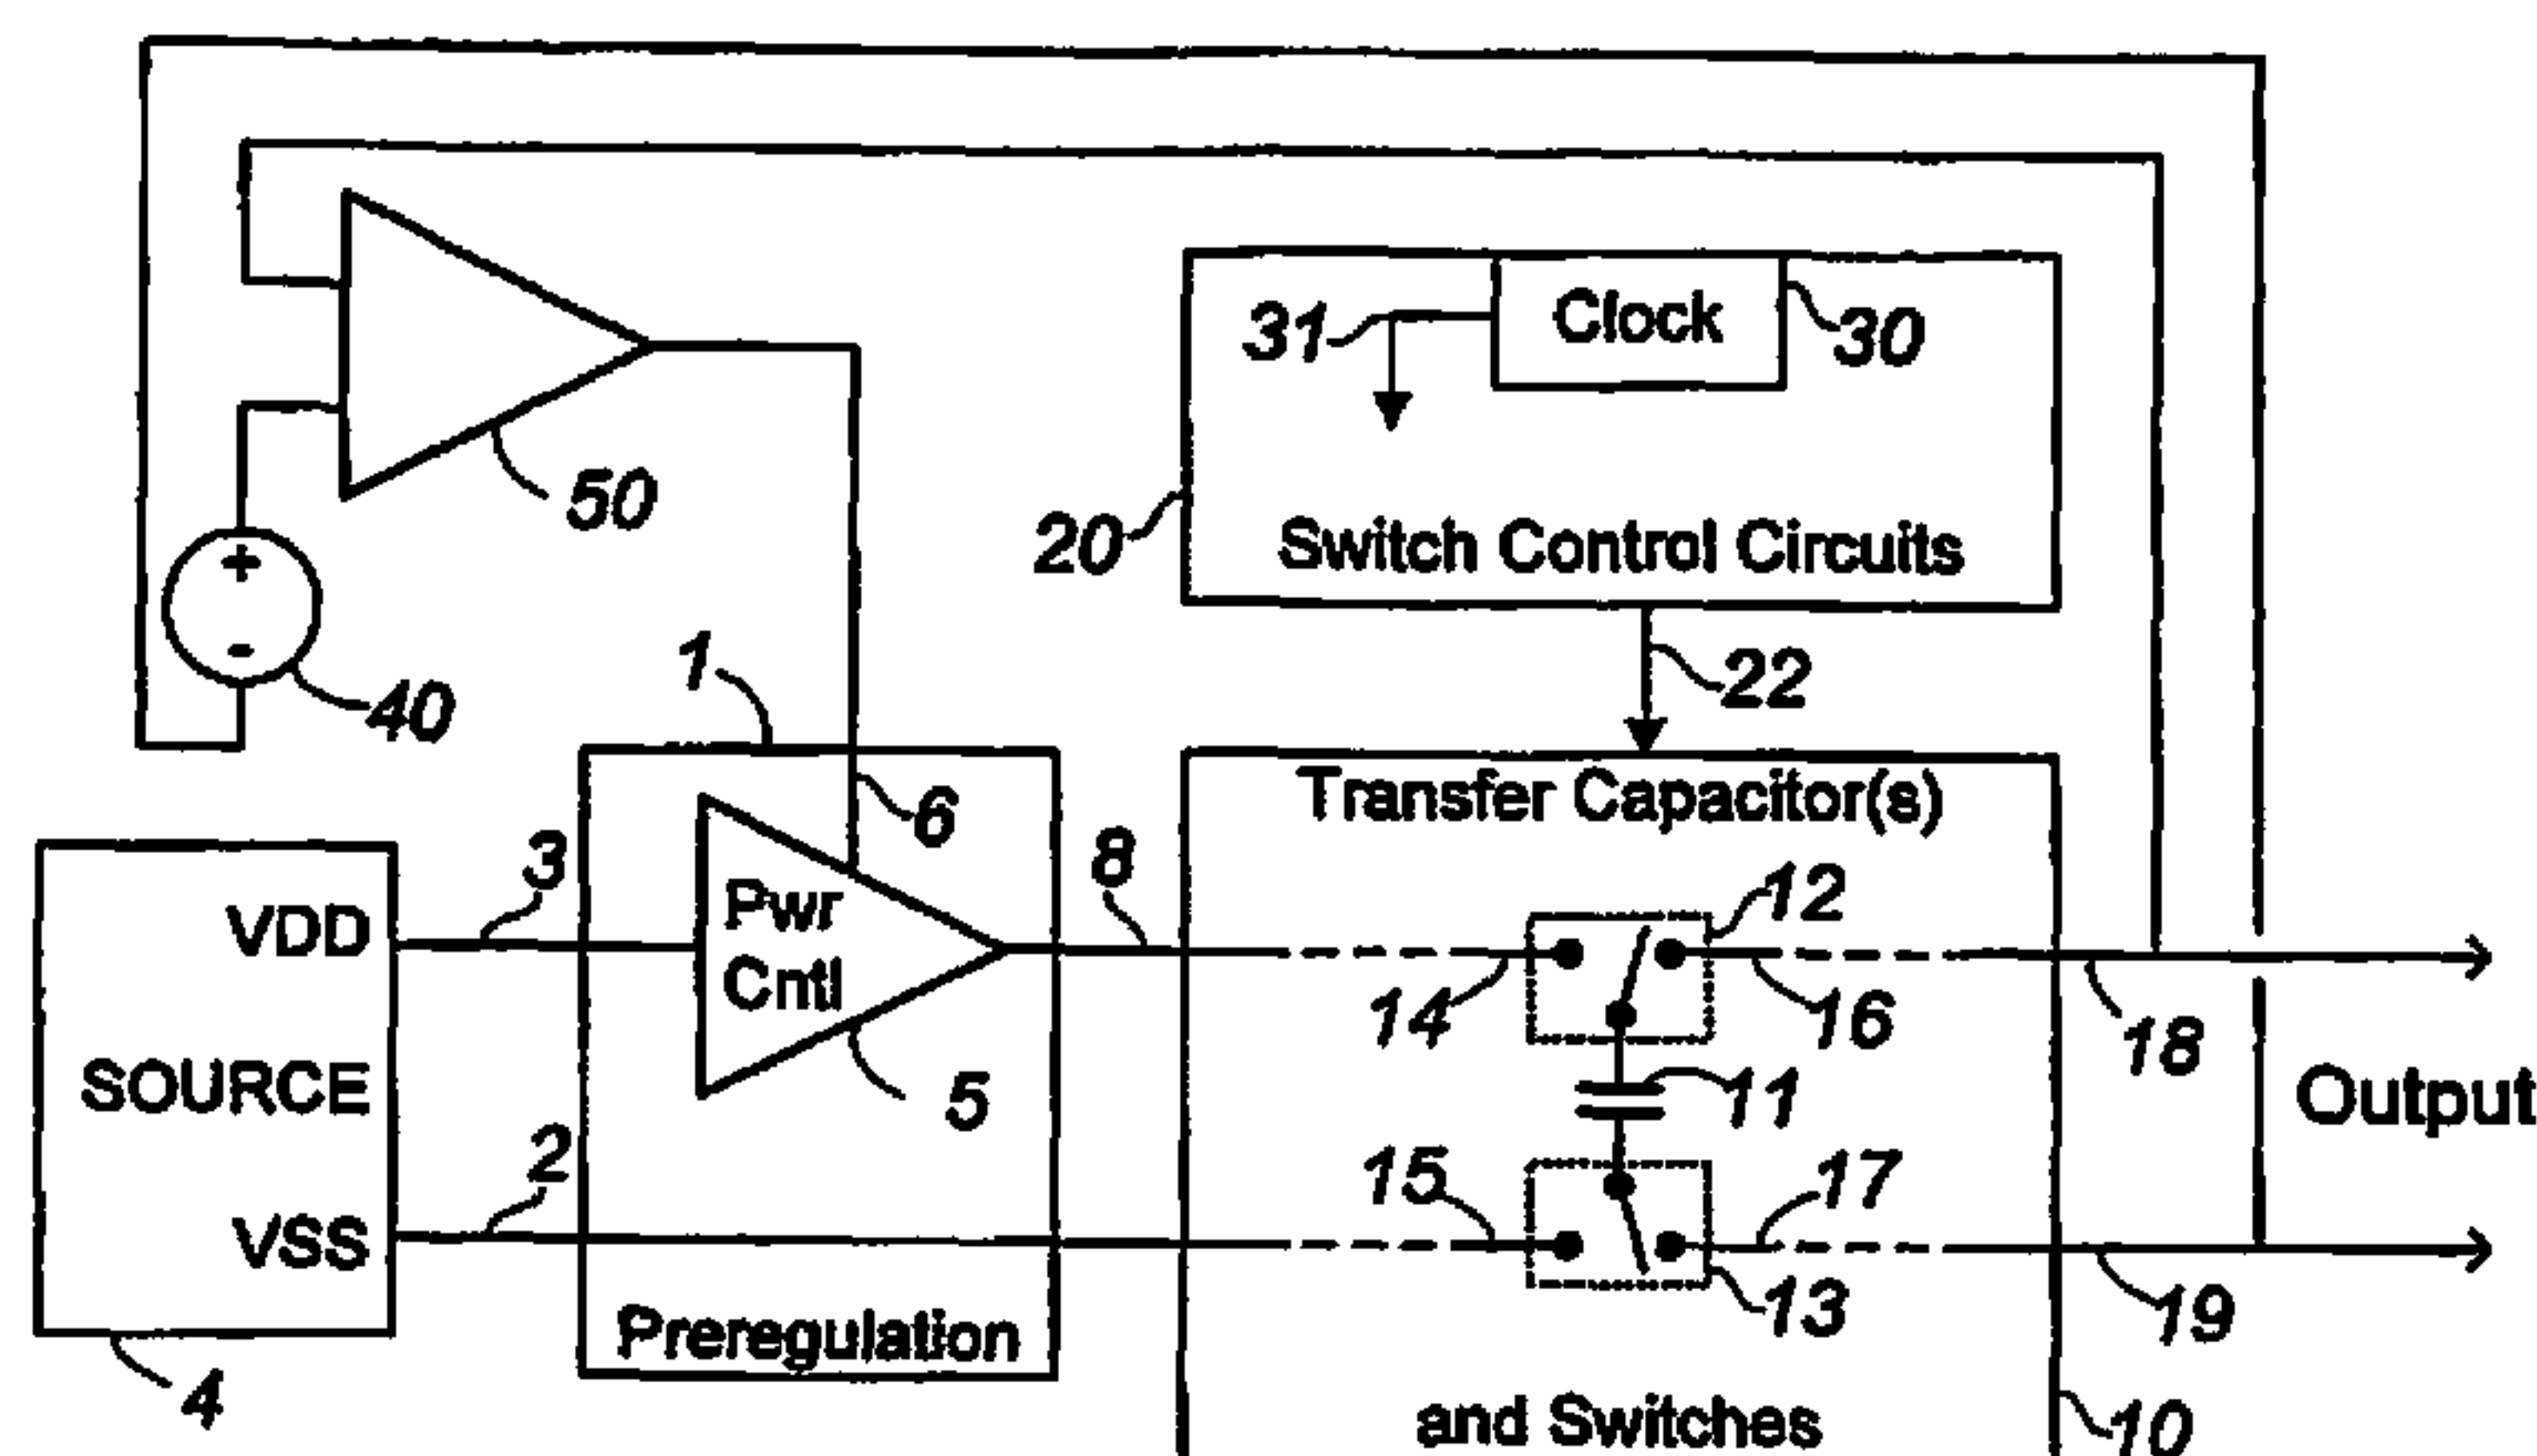 50
+
-
40
31
Clock
30
20
Switch Control Circuits
22
1
6
VDD
SOURCE
VSS
4
3
2
Pwr
Cntl
5
Preregulation
8
Transfer Capacitor(s)
12
14
16
11
15
17
13
and Switches
10
18
Output
19